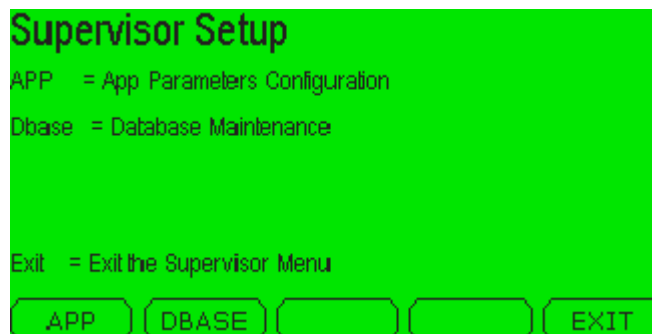 Supervisor Setup
APP = App Parameters Configuration
Dbase = Database Maintenance
Exit = Exit the Supervisor Menu
APP DBASE EXIT